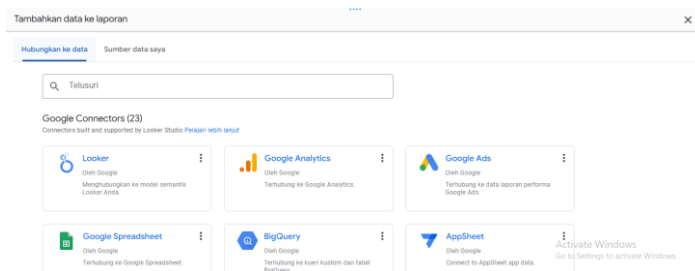 Tambahkan data ke laporan
Hubungkan ke data
Sumber data saya
Telusuri
Google Connectors (23)
Connectors built and supported by Looker Studio Pelajari lebih lanjut
Looker
Oleh Google
Menghubungkan ke model semantik
Looker Anda.
Google Analytics
Oleh Google
Terhubung ke Google Analytics.
Google Ads
Oleh Google
Terhubung ke data laporan performa
Google Ads.
Google Spreadsheet
Oleh Google
Terhubung ke Google Spreadsheet.
BigQuery
Oleh Google
Terhubung ke kueri kustom dan tabel
BigQuery.
AppSheet
Oleh Google
Connect to AppSheet app data.
Activate Windows
Go to Settings to activate Windows.